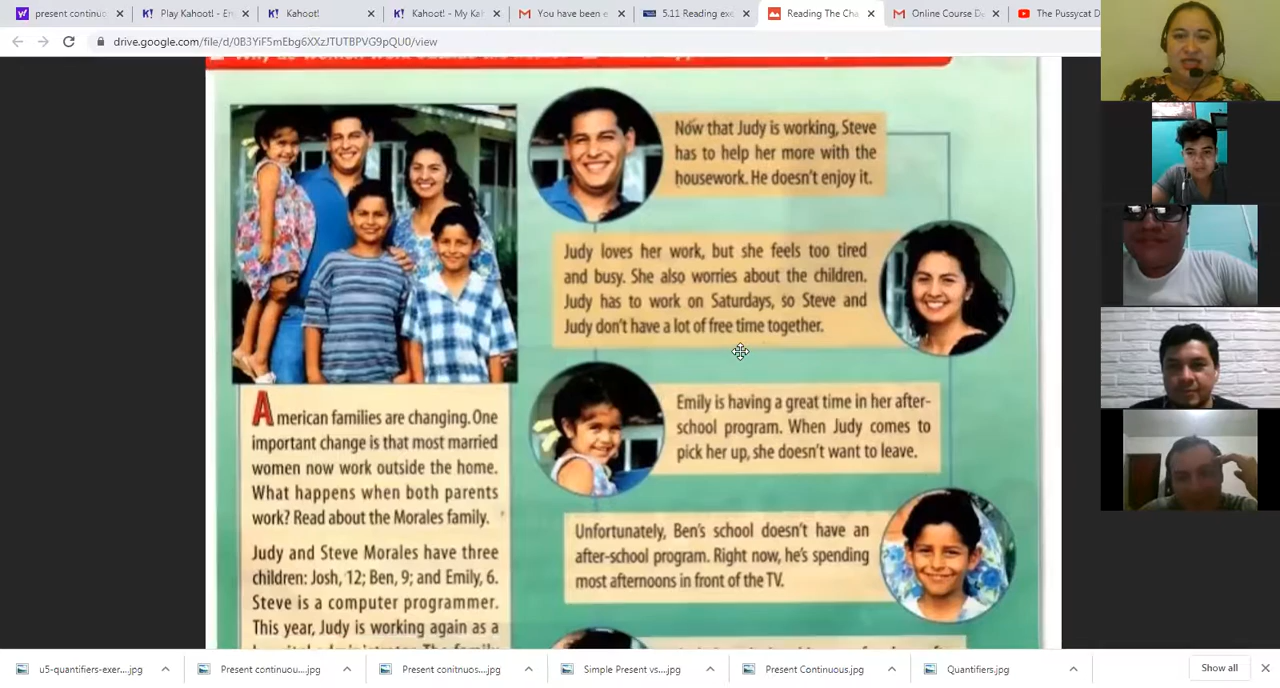 present continuo
Play Kahoot! - En
Kahoot!
Kahoot! - My Ka
You have been e
5.11 Reading exe
Reading The Cha
Online Course De
The Pussycat D
drive.google.com/file/d/0B3YiF5mEbg6XXzJTUTBPVG9pQU0/view
Now that Judy is working, Steve
has to help her more with the
housework. He doesn't enjoy it.
Judy loves her work, but she feels too tired
and busy. She also worries about the children.
Judy has to work on Saturdays, so Steve and
Judy don't have a lot of free time together.
Emily is having a great time in her after-
school program. When Judy comes to
pick her up, she doesn't want to leave.
Unfortunately, Ben's school doesn't have an
after-school program. Right now, he's spending
most afternoons in front of the TV.
American families are changing. One
important change is that most married
women now work outside the home.
What happens when both parents
work? Read about the Morales family.
Judy and Steve Morales have three
children: Josh, 12; Ben, 9; and Emily, 6.
Steve is a computer programmer.
This year, Judy is working again as a
u5-quantifiers-exer....jpg
Present continuou....jpg
Present conitnuos....jpg
Simple Present vs....jpg
Present Continuous.jpg
Quantifiers.jpg
Show all